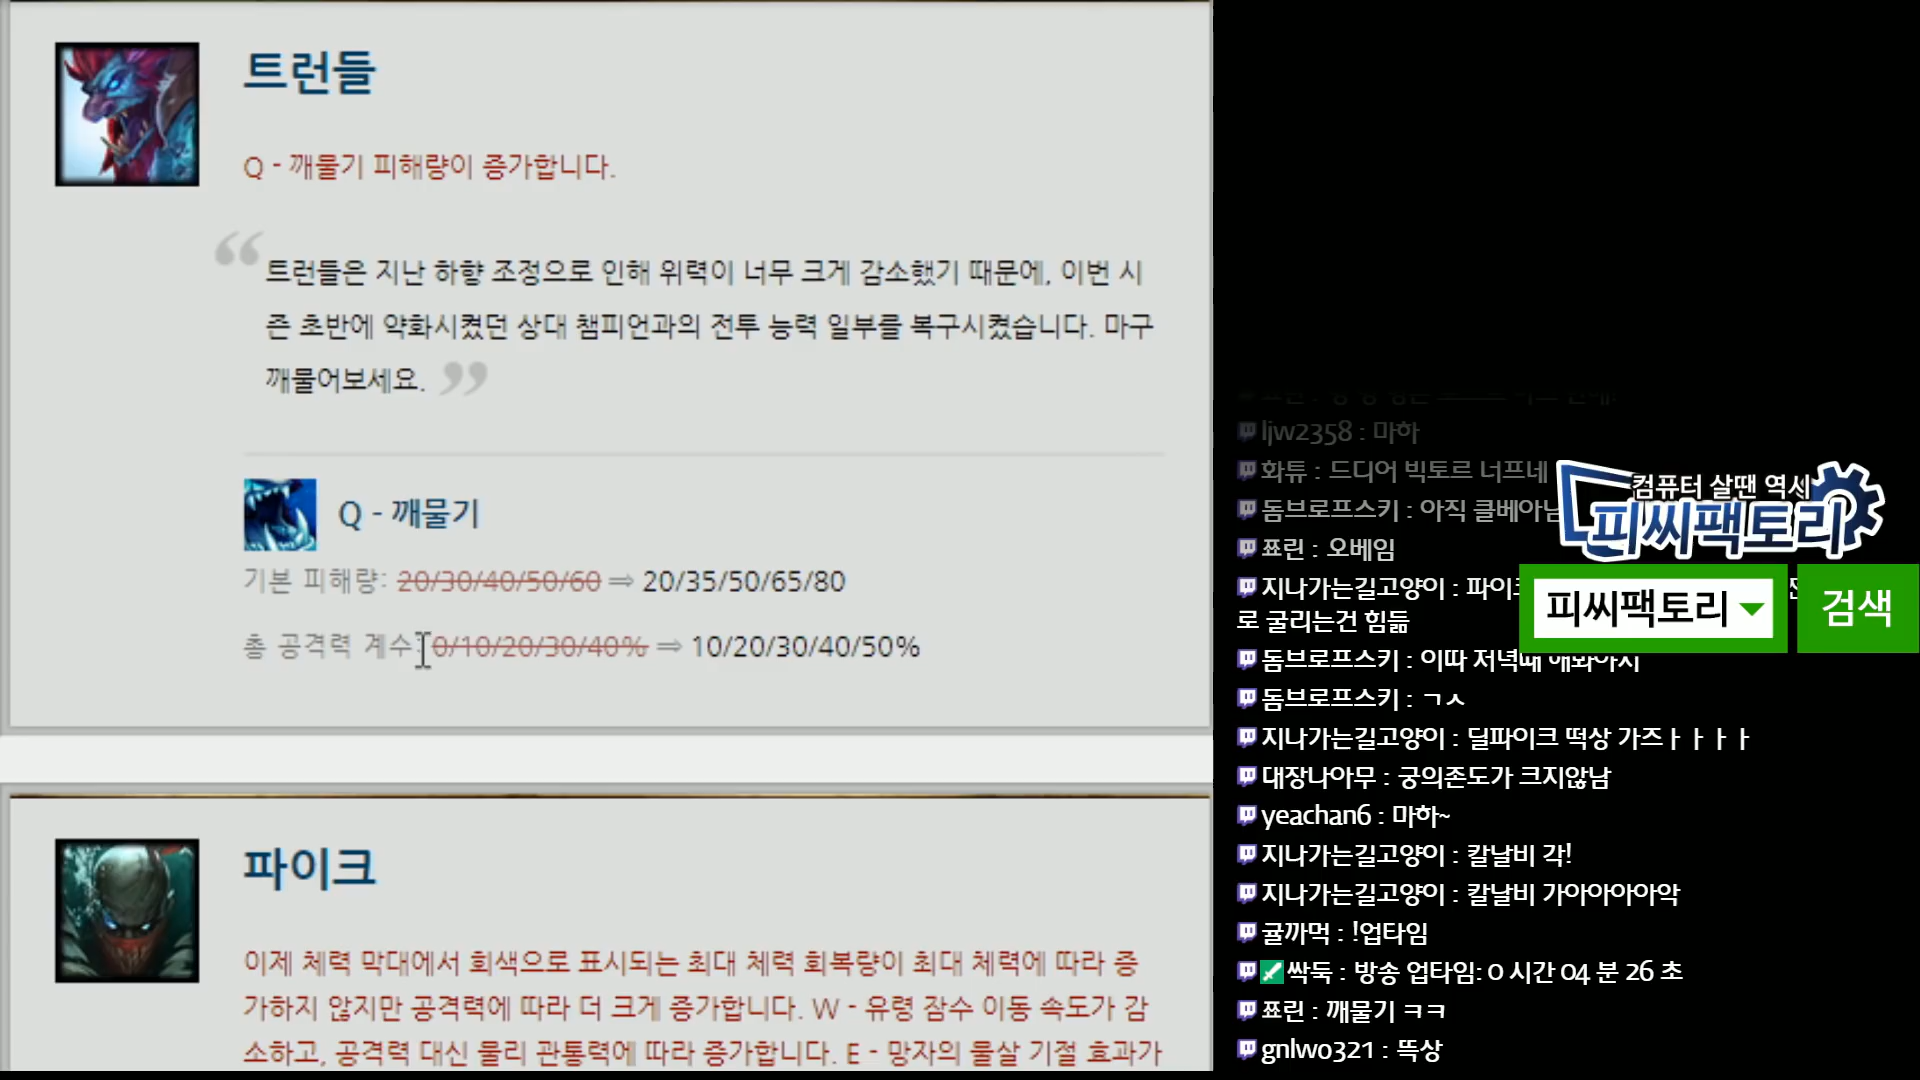 트런들
Q - 깨물기 피해량이 증가합니다.
“
트런들은 지난 하향 조정으로 인해 위력이 너무 크게 감소했기 때문에, 이번 시
즌 초반에 약화시켰던 상대 챔피언과의 전투 능력 일부를 복구시켰습니다. 마구
깨물어보세요. ”
Q - 깨물기
기본 피해량: 20/30/40/50/60 ⇒ 20/35/50/65/80
총 공격력 계수: 0/10/20/30/40% ⇒ 10/20/30/40/50%
파이크
이제 체력 막대에서 회색으로 표시되는 최대 체력 회복량이 최대 체력에 따라 증
가하지 않지만 공격력에 따라 더 크게 증가합니다. W - 유령 잠수 이동 속도가 감
소하고, 공격력 대신 물리 관통력에 따라 증가합니다. E - 망자의 물살 기절 효과가
ljw2358 : 마하
화튜 : 드디어 빅토르 너프네
돔브로프스키 : 아직 클베아님
표린 : 오베임
지나가는길고양이 : 파이크
로 굴리는건 힘듦
돔브로프스키 : 이따 저녁때
돔브로프스키 : ㄱㅅ
지나가는길고양이 : 딜파이크 떡상 가즈ㅏㅏㅏㅏ
대장나아무 : 궁의존도가 크지않남
yeachan6 : 마하~
지나가는길고양이 : 칼날비 각!
지나가는길고양이 : 칼날비 가아아아아악
귤까먹 : !업타임
싹둑 : 방송 업타임: 0 시간 04 분 26 초
표린 : 깨물기 ㅋㅋ
gnlwo321 : 뜍상
컴퓨터 살땐 역시
피씨팩토리
피씨팩토리
검색